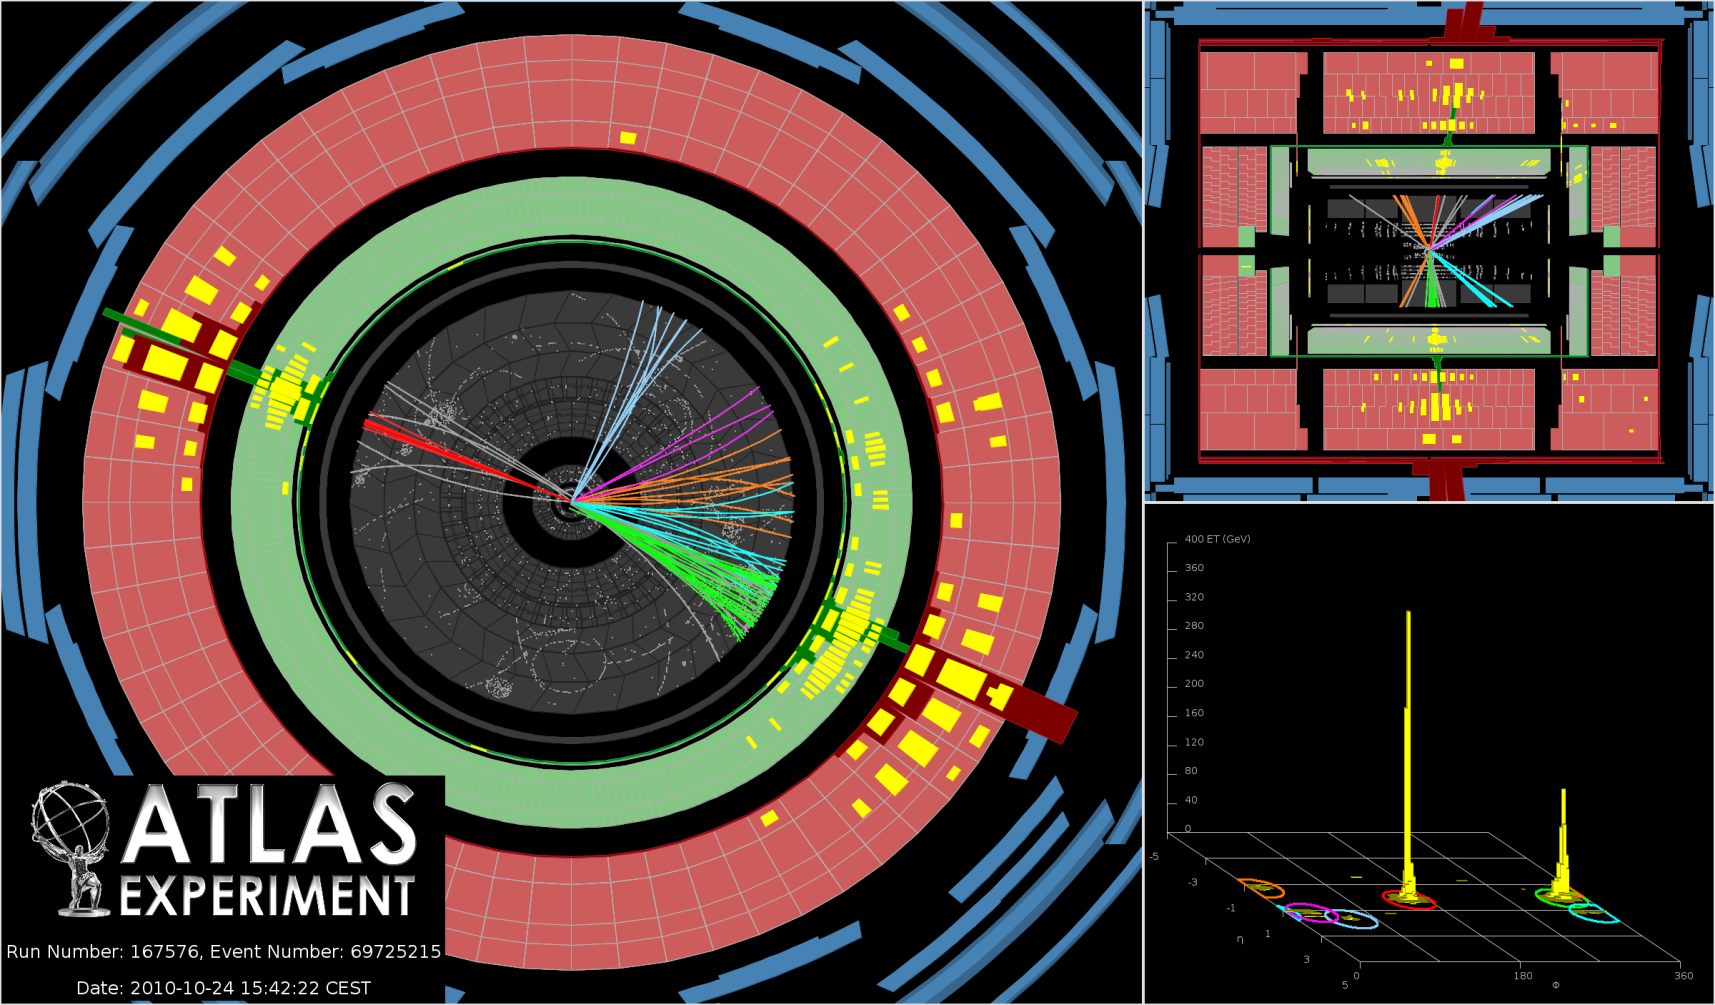 ATLAS
EXPERIMENT
Run Number: 167576, Event Number: 69725215
Date: 2010-10-24 15:42:22 CEST
400 ET (GeV)
360
320
280
240
200
160
120
80
40
0
-5
-3
-1
η 1
3
5
0 180 360
Φ